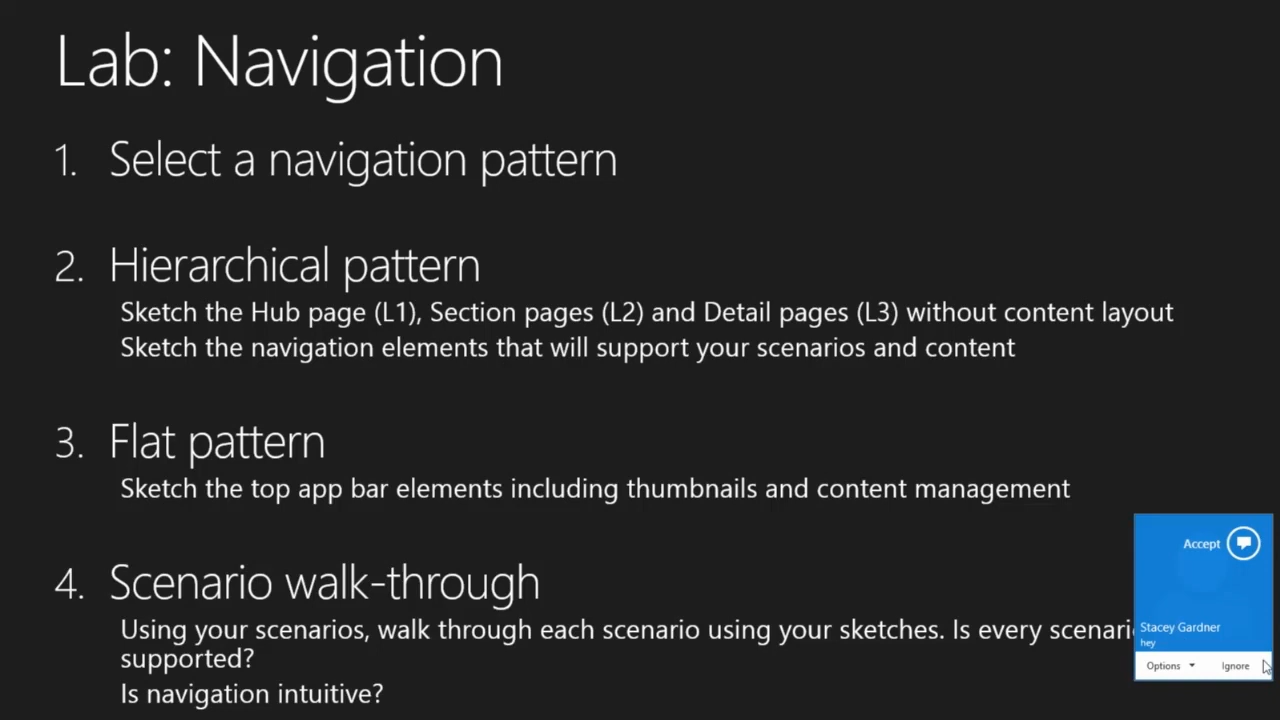 Lab: Navigation
1. Select a navigation pattern
2. Hierarchical pattern
Sketch the Hub page (L1), Section pages (L2) and Detail pages (L3) without content layout
Sketch the navigation elements that will support your scenarios and content
3. Flat pattern
Sketch the top app bar elements including thumbnails and content management
4. Scenario walk-through
Using your scenarios, walk through each scenario using your sketches. Is every
supported?
Is navigation intuitive?
Accept
Stacey Gardner
hey
Options
Ignore